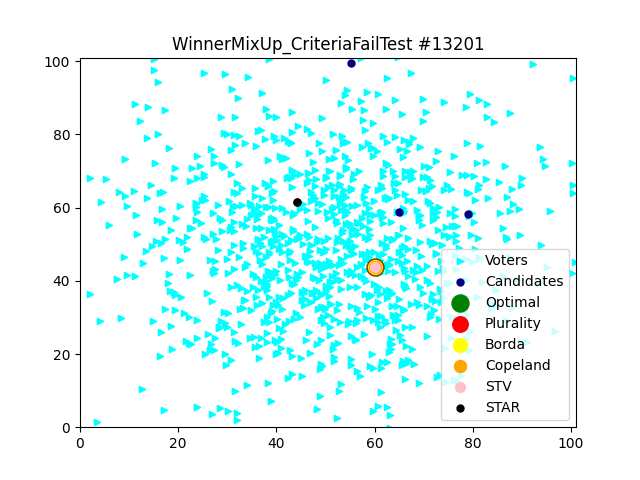 WinnerMixUp_CriteriaFailTest #13201
100
80
60
40
20
0
0
20
40
60
80
100
Voters
Candidates
Optimal
Plurality
Borda
Copeland
STV
STAR